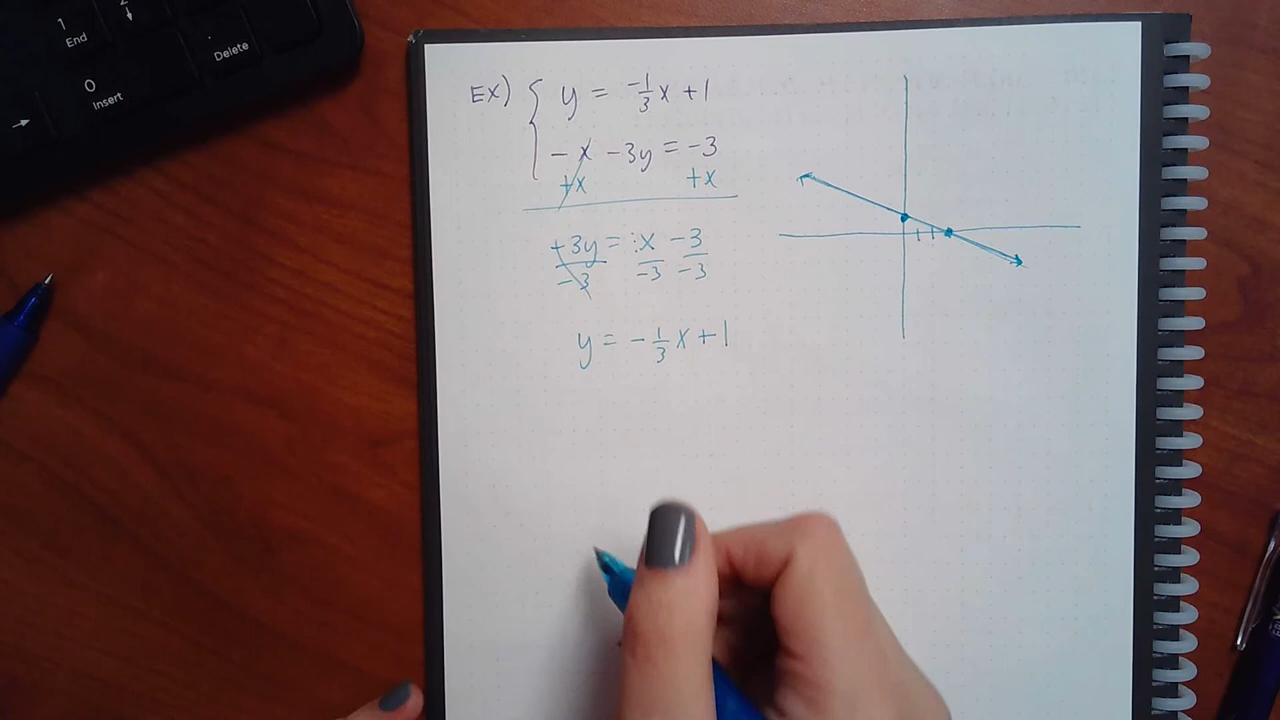 1
End
↓
.
Delete
0
Insert
→
EX) { y = -1/3 x + 1
- x - 3y = -3
+x +x
+3y = x - 3
-3 -3 -3
y = -1/3 x + 1